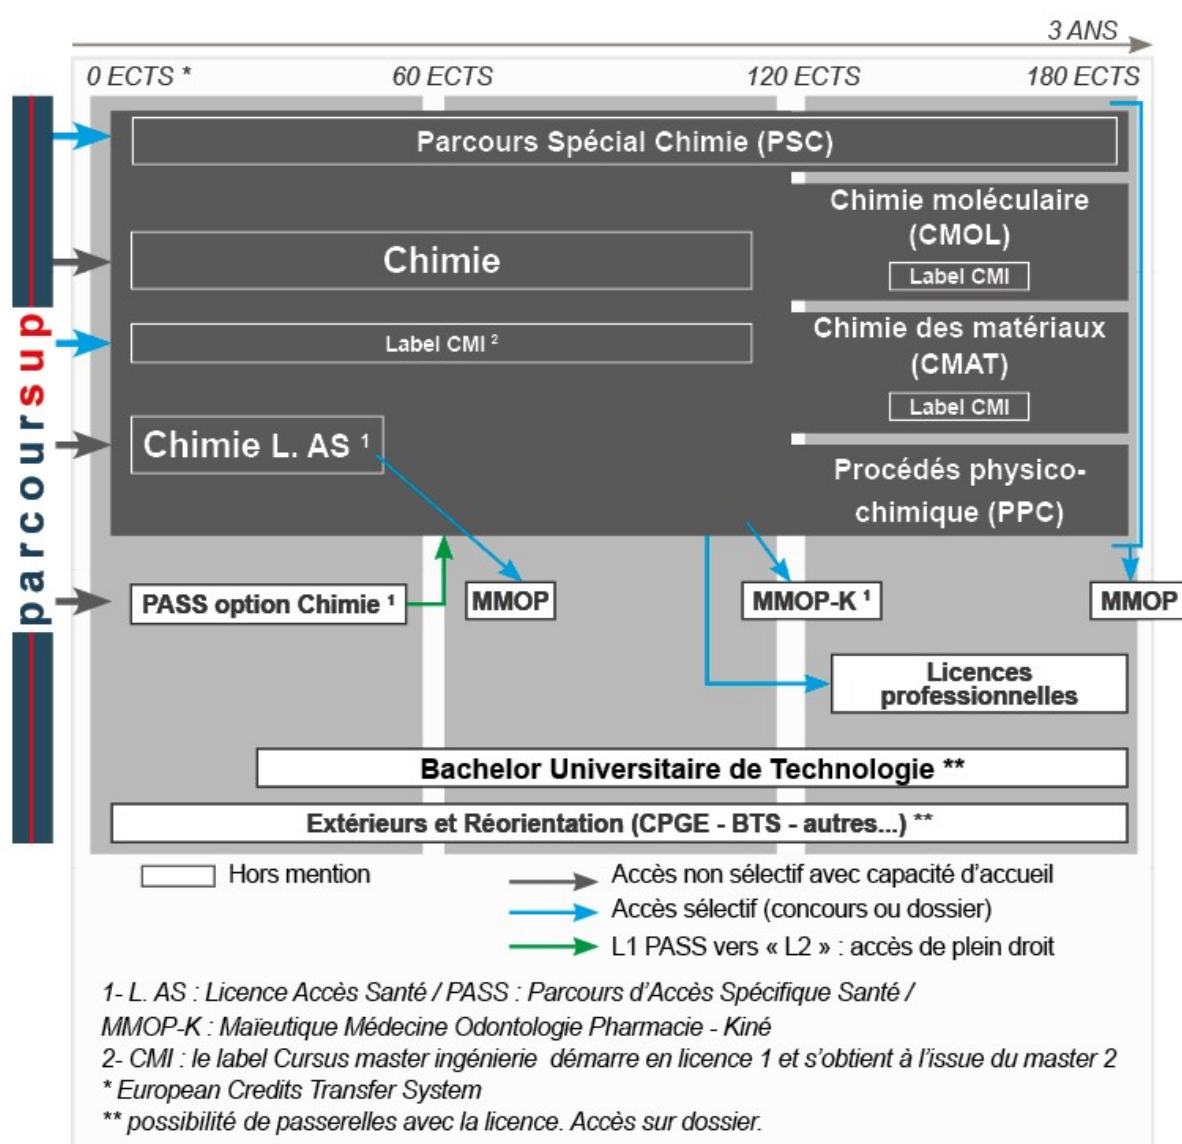 3 ANS
0 ECTS *
60 ECTS
120 ECTS
180 ECTS
parcoursup
Parcours Spécial Chimie (PSC)
Chimie moléculaire
(CMOL)
Label CMI
Chimie
Chimie des matériaux
(CMAT)
Label CMI
Label CMI ²
Chimie L. AS ¹
Procédés physico-
chimique (PPC)
PASS option Chimie ¹
MMOP
MMOP-K ¹
MMOP
Licences
professionnelles
Bachelor Universitaire de Technologie **
Extérieurs et Réorientation (CPGE - BTS - autres...) **
Hors mention
Accès non sélectif avec capacité d’accueil
Accès sélectif (concours ou dossier)
L1 PASS vers « L2 » : accès de plein droit
1- L. AS : Licence Accès Santé / PASS : Parcours d’Accès Spécifique Santé /
MMOP-K : Maïeutique Médecine Odontologie Pharmacie - Kiné
2- CMI : le label Cursus master ingénierie démarre en licence 1 et s’obtient à l’issue du master 2
* European Credits Transfer System
** possibilité de passerelles avec la licence. Accès sur dossier.